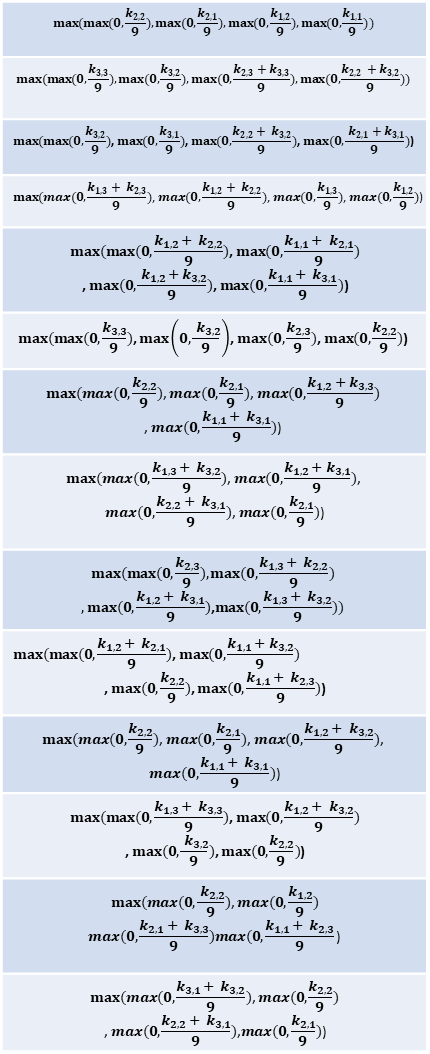 max(max(0,k2,2/9),max(0,k2,1/9),max(0,k1,2/9),max(0,k1,1/9))
max(max(0,k3,3/9),max(0,k3,2/9),max(0,k2,3 + k3,3/9),max(0,k2,2 + k3,2/9))
max(max(0,k3,2/9), max(0,k3,1/9), max(0,k2,2 + k3,2/9), max(0,k2,1 + k3,1/9))
max(max(0,k1,3 + k2,3/9), max(0,k1,2 + k2,2/9), max(0,k1,3/9), max(0,k1,2/9))
max(max(0,k1,2 + k2,2/9), max(0,k1,1 + k2,1/9)
, max(0,k1,2 + k3,2/9), max(0,k1,1 + k3,1/9))
max(max(0,k3,3/9), max(0,k3,2/9), max(0,k2,3/9), max(0,k2,2/9))
max(max(0,k2,2/9), max(0,k2,1/9), max(0,k1,2 + k3,3/9)
, max(0,k1,1 + k3,1/9))
max(max(0,k1,3 + k3,2/9), max(0,k1,2 + k3,1/9),
max(0,k2,2 + k3,1/9), max(0,k2,1/9))
max(max(0,k2,3/9),max(0,k1,3 + k2,2/9)
, max(0,k1,2 + k3,1/9),max(0,k1,3 + k3,2/9))
max(max(0,k1,2 + k2,1/9), max(0,k1,1 + k3,2/9)
, max(0,k2,2/9), max(0,k1,1 + k2,3/9))
max(max(0,k2,2/9), max(0,k2,1/9), max(0,k1,2 + k3,2/9),
max(0,k1,1 + k3,1/9))
max(max(0,k1,3 + k3,3/9), max(0,k1,2 + k3,2/9)
, max(0,k3,2/9), max(0,k2,2/9))
max(max(0,k2,2/9), max(0,k1,2/9)
max(0,k2,1 + k3,3/9)max(0,k1,1 + k2,3/9)
max(max(0,k3,1 + k3,2/9), max(0,k2,2/9)
, max(0,k2,2 + k3,1/9),max(0,k2,1/9))